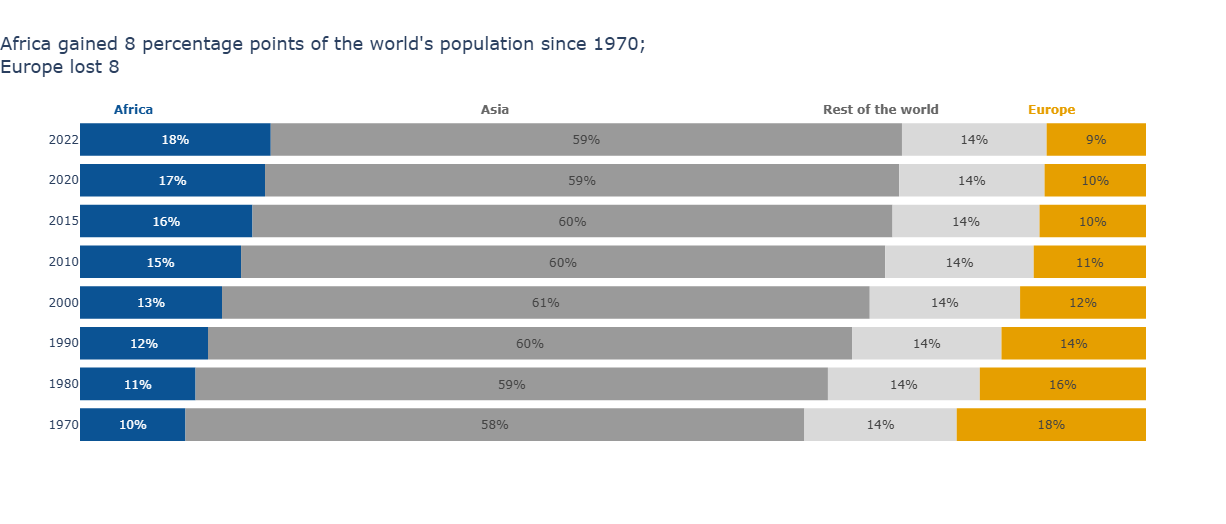 Africa gained 8 percentage points of the world's population since 1970;
Europe lost 8
Africa Asia Rest of the world Europe
2022 18% 59% 14% 9%
2020 17% 59% 14% 10%
2015 16% 60% 14% 10%
2010 15% 60% 14% 11%
2000 13% 61% 14% 12%
1990 12% 60% 14% 14%
1980 11% 59% 14% 16%
1970 10% 58% 14% 18%